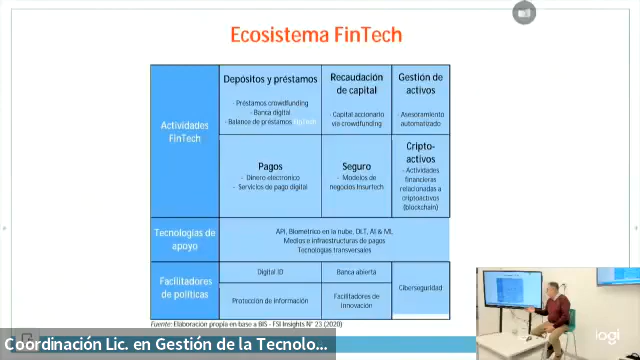 Ecosistema FinTech
Actividades
FinTech
Depósitos y préstamos
- Préstamos crowdfunding
- Banca digital
- Balance de préstamos FinTech
Recaudación
de capital
- Capital accionario
via crowdfunding
Gestión de
activos
- Asesoramiento
automatizado
Pagos
- Dinero electrónico
- Servicios de pago digital
Seguro
- Modelos de
negocios Insurtech
Cripto-
activos
- Actividades
financieras
relacionadas a
criptoactivos
(blockchain)
Tecnologías de
apoyo
API, Biométrico en la nube, DLT, AI & ML
Medios e infraestructuras de pagos
Tecnologías transversales
Facilitadores
de políticas
Digital ID
Banca abierta
Ciberseguridad
Protección de información
Facilitadores de
innovación
Fuente: Elaboración propia en base a BIS - FSI Insights N° 23 (2020)
Coordinación Lic. en Gestión de la Tecnolo...
logi